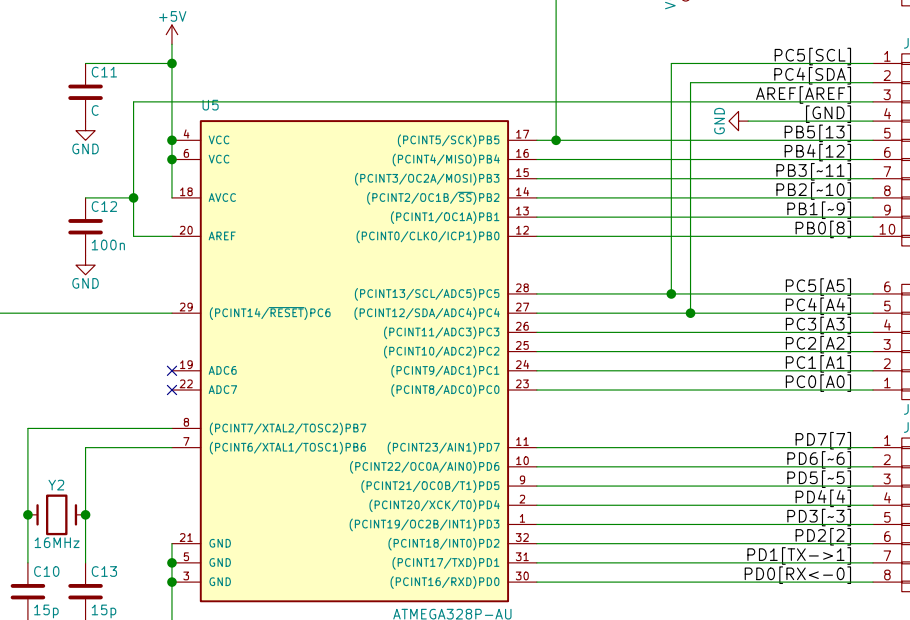 +5V
V
J
C11
C
GND
U5
PC5[SCL] 1
PC4[SDA] 2
AREF[AREF] 3
GND [GND] 4
4 VCC (PCINT5/SCK)PB5 17 PB5[13] 5
6 VCC (PCINT4/MISO)PB4 16 PB4[12] 6
(PCINT3/OC2A/MOSI)PB3 15 PB3[~11] 7
18 AVCC (PCINT2/OC1B/SS)PB2 14 PB2[~10] 8
C12 (PCINT1/OC1A)PB1 13 PB1[~9] 9
20 AREF (PCINT0/CLKO/ICP1)PB0 12 PB0[8] 10
100n
GND
(PCINT13/SCL/ADC5)PC5 28 PC5[A5] 6
29 (PCINT14/RESET)PC6 (PCINT12/SDA/ADC4)PC4 27 PC4[A4] 5
(PCINT11/ADC3)PC3 26 PC3[A3] 4
(PCINT10/ADC2)PC2 25 PC2[A2] 3
19 ADC6 (PCINT9/ADC1)PC1 24 PC1[A1] 2
22 ADC7 (PCINT8/ADC0)PC0 23 PC0[A0] 1
J
J
8 (PCINT7/XTAL2/TOSC2)PB7
7 (PCINT6/XTAL1/TOSC1)PB6 (PCINT23/AIN1)PD7 11 PD7[7] 1
(PCINT22/OC0A/AIN0)PD6 10 PD6[~6] 2
Y2 (PCINT21/OC0B/T1)PD5 9 PD5[~5] 3
(PCINT20/XCK/T0)PD4 2 PD4[4] 4
(PCINT19/OC2B/INT1)PD3 1 PD3[~3] 5
16MHz 21 GND (PCINT18/INT0)PD2 32 PD2[2] 6
5 GND (PCINT17/TXD)PD1 31 PD1[TX->1] 7
C10 C13 3 GND (PCINT16/RXD)PD0 30 PD0[RX<-0] 8
15p 15p
ATMEGA328P-AU